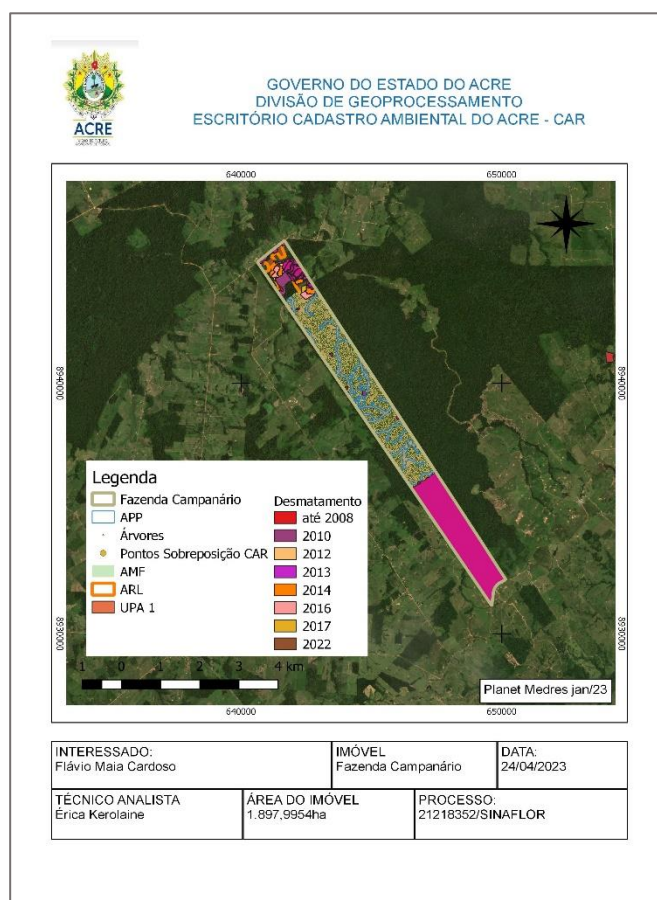 ACRE
GOVERNO DO ESTADO DO ACRE
DIVISÃO DE GEOPROCESSAMENTO
ESCRITÓRIO CADASTRO AMBIENTAL DO ACRE - CAR
640000
650000
8940000
8940000
Legenda
Fazenda Campanário
APP
Árvores
Pontos Sobreposição CAR
AMF
ARL
UPA 1
Desmatamento
até 2008
2010
2012
2013
2014
2016
2017
2022
8930000
8930000
1 0 1 2 3 4 km
Planet Medres jan/23
640000
650000
INTERESSADO:
Flávio Maia Cardoso
IMÓVEL
Fazenda Campanário
DATA:
24/04/2023
TÉCNICO ANALISTA
Érica Kerolaine
ÁREA DO IMÓVEL
1.897,9954ha
PROCESSO:
21218352/SINAFLOR